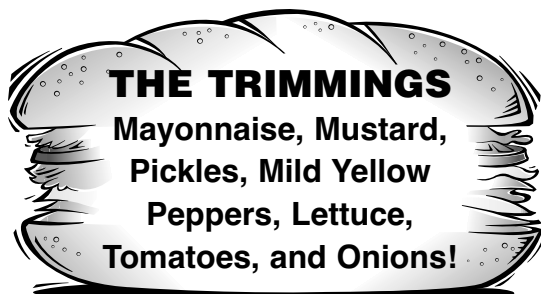 THE TRIMMINGS
Mayonnaise, Mustard,
Pickles, Mild Yellow
Peppers, Lettuce,
Tomatoes, and Onions!